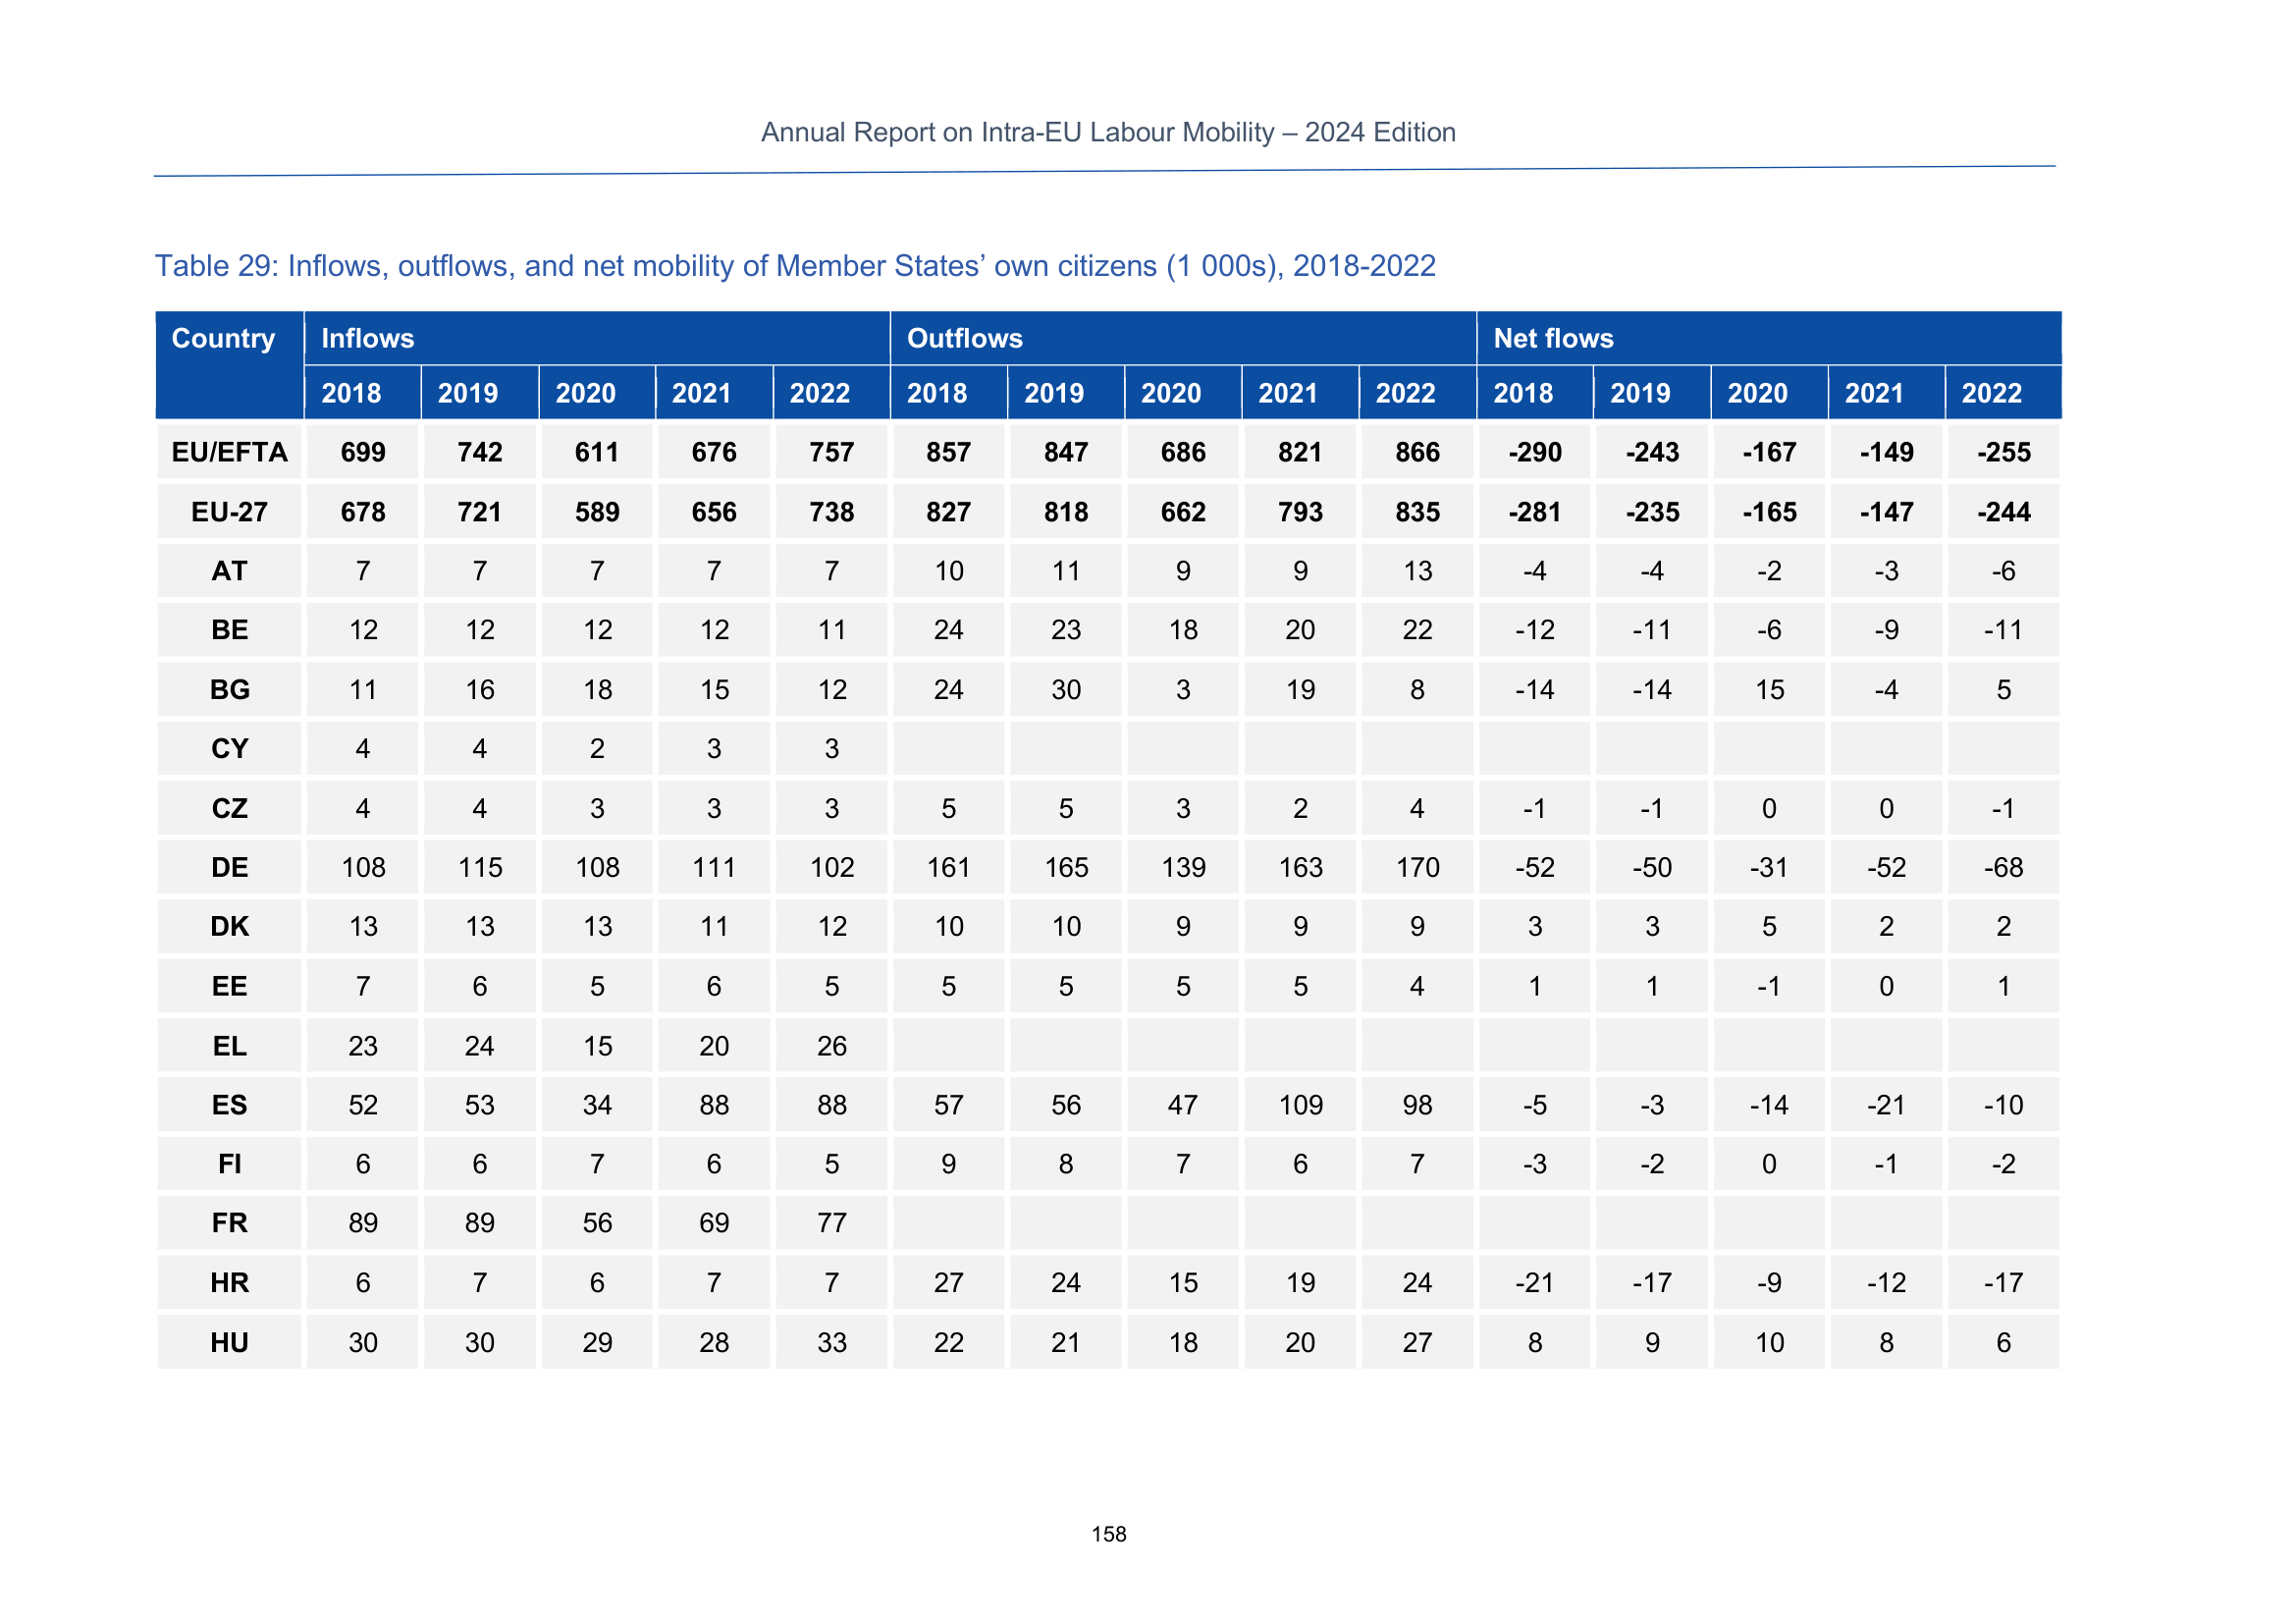 Annual Report on Intra-EU Labour Mobility – 2024 Edition
Table 29: Inflows, outflows, and net mobility of Member States’ own citizens (1 000s), 2018-2022
Country Inflows Outflows Net flows
2018 2019 2020 2021 2022 2018 2019 2020 2021 2022 2018 2019 2020 2021 2022
EU/EFTA 699 742 611 676 757 857 847 686 821 866 -290 -243 -167 -149 -255
EU-27 678 721 589 656 738 827 818 662 793 835 -281 -235 -165 -147 -244
AT 7 7 7 7 7 10 11 9 9 13 -4 -4 -2 -3 -6
BE 12 12 12 12 11 24 23 18 20 22 -12 -11 -6 -9 -11
BG 11 16 18 15 12 24 30 3 19 8 -14 -14 15 -4 5
CY 4 4 2 3 3
CZ 4 4 3 3 3 5 5 3 2 4 -1 -1 0 0 -1
DE 108 115 108 111 102 161 165 139 163 170 -52 -50 -31 -52 -68
DK 13 13 13 11 12 10 10 9 9 9 3 3 5 2 2
EE 7 6 5 6 5 5 5 5 5 4 1 1 -1 0 1
EL 23 24 15 20 26
ES 52 53 34 88 88 57 56 47 109 98 -5 -3 -14 -21 -10
FI 6 6 7 6 5 9 8 7 6 7 -3 -2 0 -1 -2
FR 89 89 56 69 77
HR 6 7 6 7 7 27 24 15 19 24 -21 -17 -9 -12 -17
HU 30 30 29 28 33 22 21 18 20 27 8 9 10 8 6
158